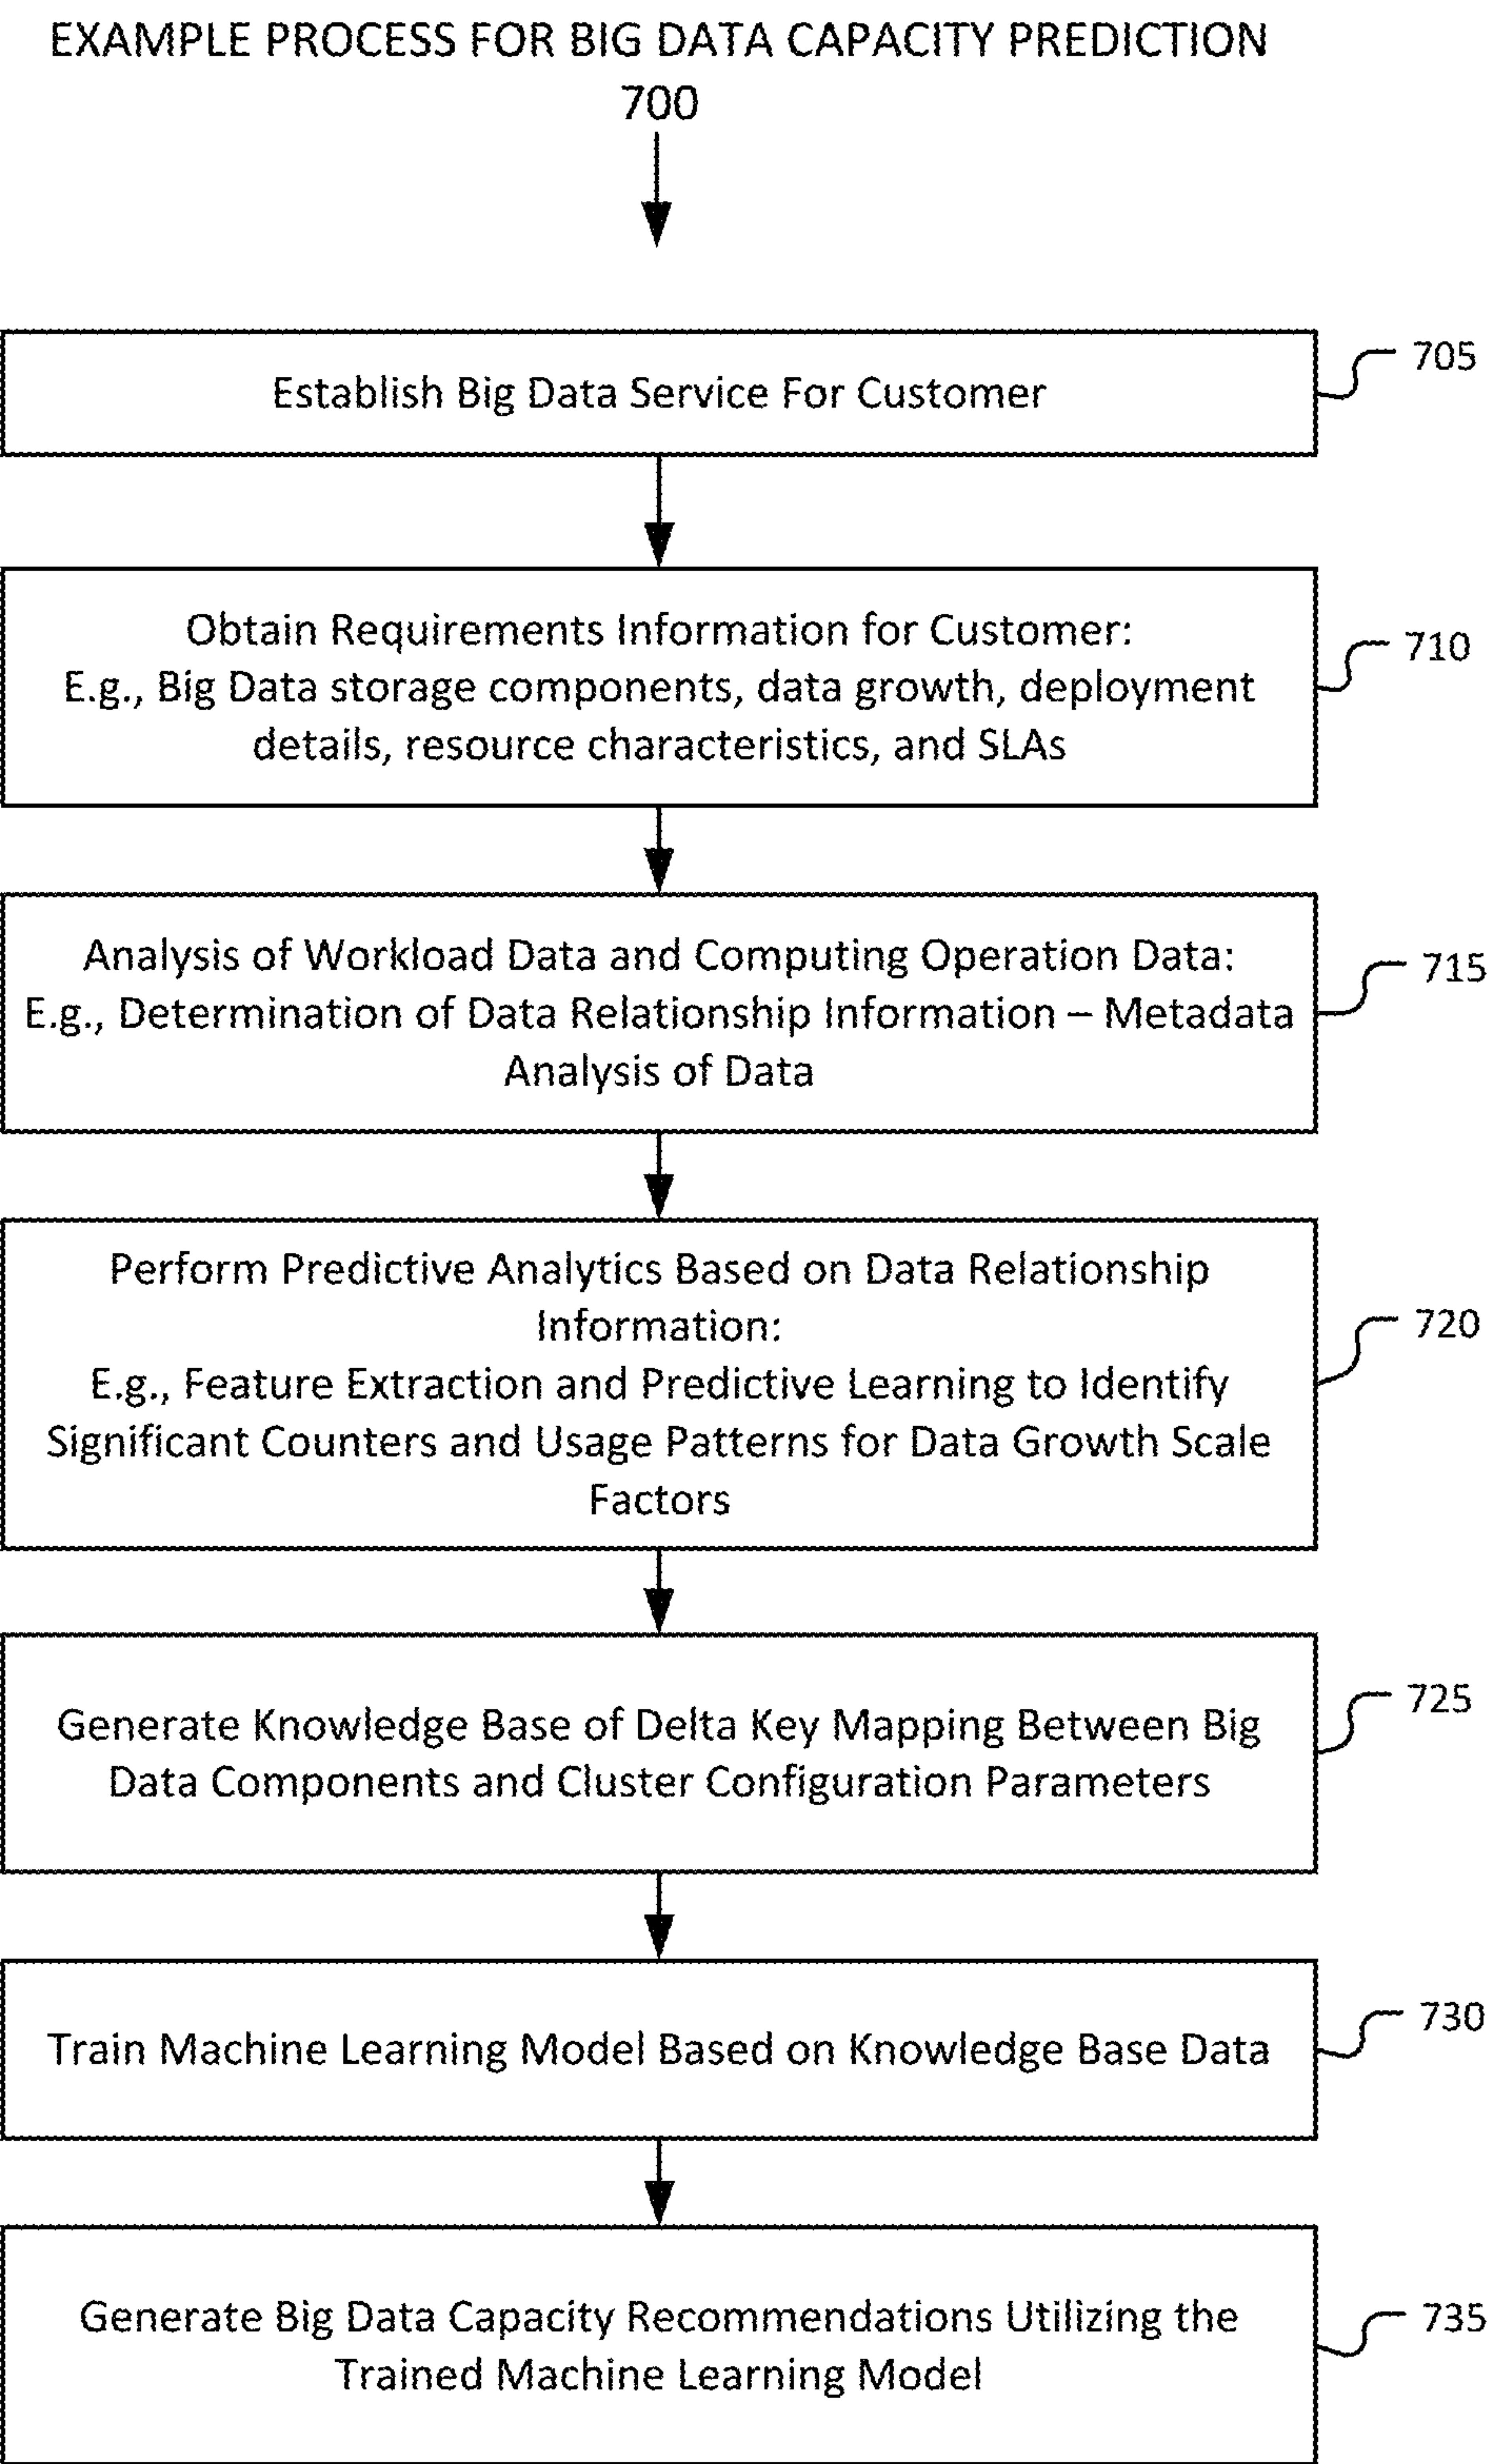 EXAMPLE PROCESS FOR BIG DATA CAPACITY PREDICTION
700
Establish Big Data Service For Customer
705
Obtain Requirements Information for Customer:
E.g., Big Data storage components, data growth, deployment
details, resource characteristics, and SLAs
710
Analysis of Workload Data and Computing Operation Data:
E.g., Determination of Data Relationship Information – Metadata
Analysis of Data
715
Perform Predictive Analytics Based on Data Relationship
Information:
E.g., Feature Extraction and Predictive Learning to Identify
Significant Counters and Usage Patterns for Data Growth Scale
Factors
720
Generate Knowledge Base of Delta Key Mapping Between Big
Data Components and Cluster Configuration Parameters
725
Train Machine Learning Model Based on Knowledge Base Data
730
Generate Big Data Capacity Recommendations Utilizing the
Trained Machine Learning Model
735